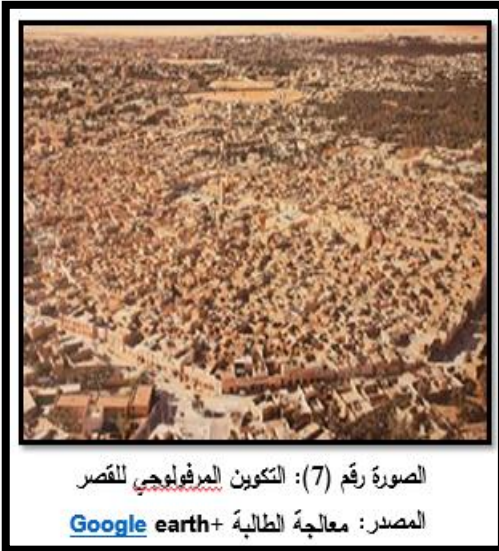 الصورة رقم (7): التكوين المرفولوجي للقصر
المصدر: معالجة الطالبة +Google earth